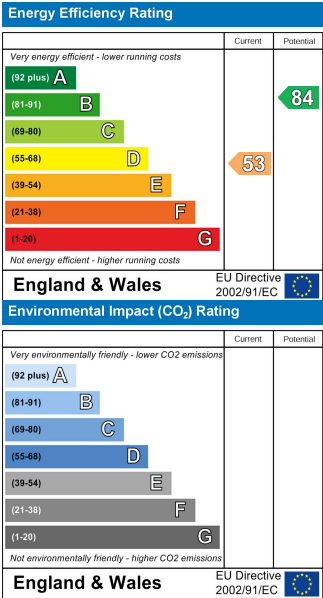 Energy Efficiency Rating
Current Potential
Very energy efficient - lower running costs
(92 plus) A
(81-91) B
(69-80) C
(55-68) D
(39-54) E
(21-38) F
(1-20) G
84
53
Not energy efficient - higher running costs
England & Wales
EU Directive
2002/91/EC
Environmental Impact (CO₂) Rating
Current Potential
Very environmentally friendly - lower CO2 emissions
(92 plus) A
(81-91) B
(69-80) C
(55-68) D
(39-54) E
(21-38) F
(1-20) G
Not environmentally friendly - higher CO2 emissions
England & Wales
EU Directive
2002/91/EC